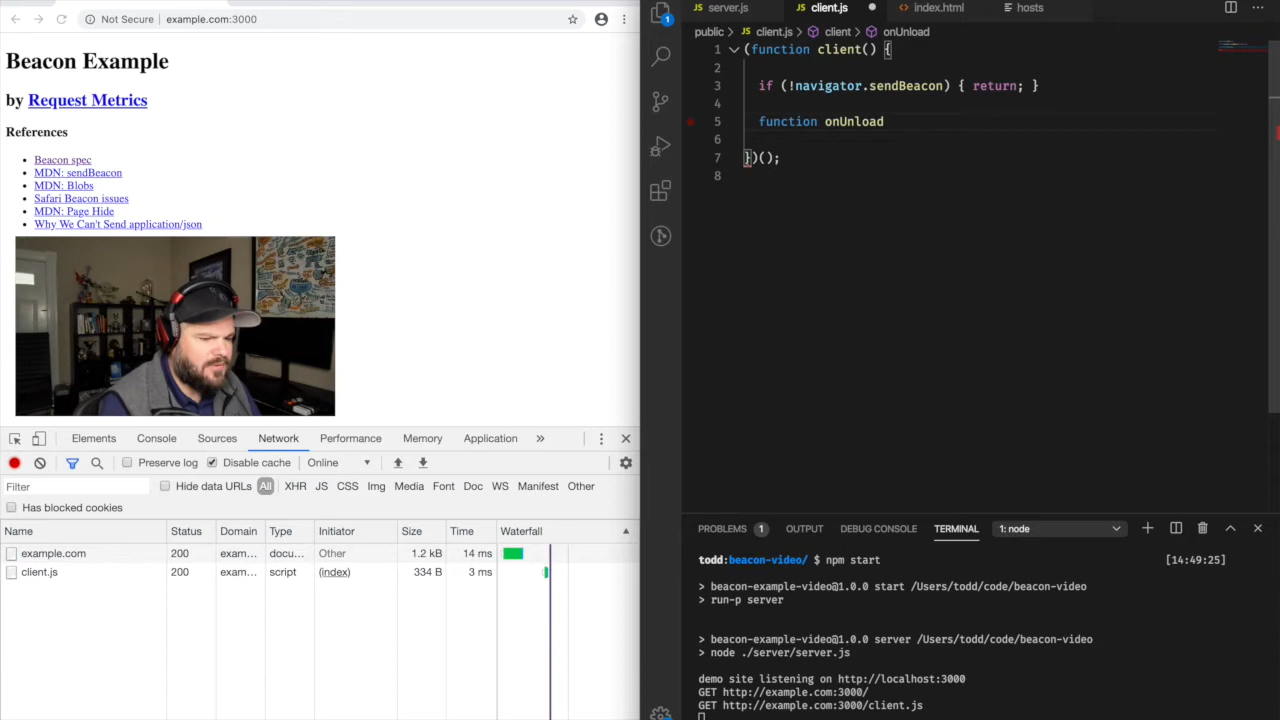 Not Secure | example.com:3000
Beacon Example
by Request Metrics
References
Beacon spec
MDN: sendBeacon
MDN: Blobs
Safari Beacon issues
MDN: Page Hide
Why We Can't Send application/json
Elements Console Sources Network Performance Memory Application »
Preserve log Disable cache Online
Filter Hide data URLs All XHR JS CSS Img Media Font Doc WS Manifest Other
Has blocked cookies
Name Status Domain Type Initiator Size Time Waterfall
example.com 200 exam… docu… Other 1.2 kB 14 ms
client.js 200 exam… script (index) 334 B 3 ms
JS server.js JS client.js <> index.html hosts
public > JS client.js > client > onUnload
1 (function client() {
2
3 if (!navigator.sendBeacon) { return; }
4
5 function onUnload
6
7 })();
8
1
PROBLEMS 1 OUTPUT DEBUG CONSOLE TERMINAL 1: node
todd:beacon-video/ $ npm start [14:49:25]
> beacon-example-video@1.0.0 start /Users/todd/code/beacon-video
> run-p server
> beacon-example-video@1.0.0 server /Users/todd/code/beacon-video
> node ./server/server.js
demo site listening on http://localhost:3000
GET http://example.com:3000/
GET http://example.com:3000/client.js